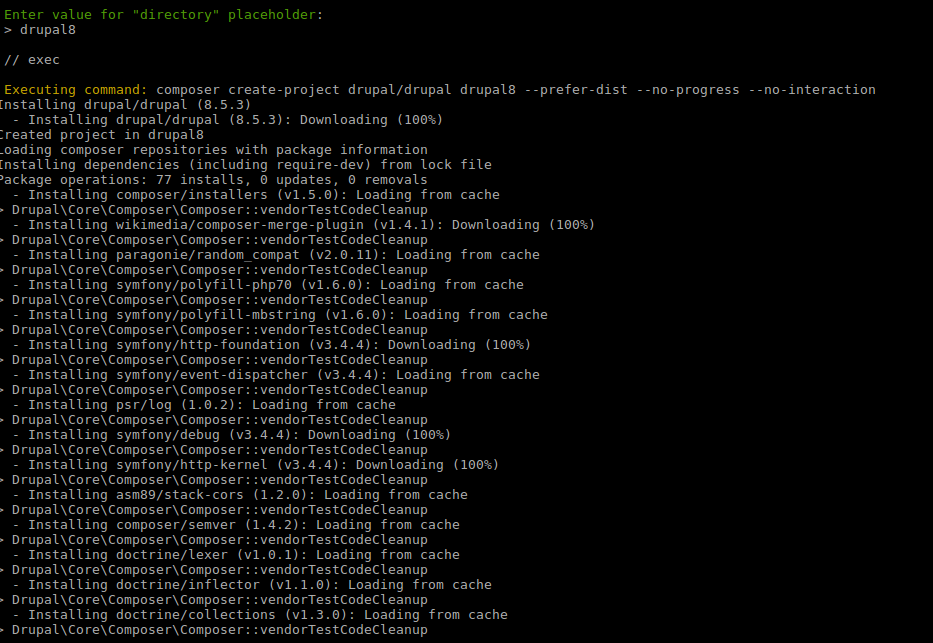 Enter value for "directory" placeholder:
> drupal8
// exec
Executing command: composer create-project drupal/drupal drupal8 --prefer-dist --no-progress --no-interaction
Installing drupal/drupal (8.5.3)
- Installing drupal/drupal (8.5.3): Downloading (100%)
Created project in drupal8
Loading composer repositories with package information
Installing dependencies (including require-dev) from lock file
Package operations: 77 installs, 0 updates, 0 removals
- Installing composer/installers (v1.5.0): Loading from cache
> Drupal\Core\Composer\Composer::vendorTestCodeCleanup
- Installing wikimedia/composer-merge-plugin (v1.4.1): Downloading (100%)
> Drupal\Core\Composer\Composer::vendorTestCodeCleanup
- Installing paragonie/random_compat (v2.0.11): Loading from cache
> Drupal\Core\Composer\Composer::vendorTestCodeCleanup
- Installing symfony/polyfill-php70 (v1.6.0): Loading from cache
> Drupal\Core\Composer\Composer::vendorTestCodeCleanup
- Installing symfony/polyfill-mbstring (v1.6.0): Loading from cache
> Drupal\Core\Composer\Composer::vendorTestCodeCleanup
- Installing symfony/http-foundation (v3.4.4): Downloading (100%)
> Drupal\Core\Composer\Composer::vendorTestCodeCleanup
- Installing symfony/event-dispatcher (v3.4.4): Loading from cache
> Drupal\Core\Composer\Composer::vendorTestCodeCleanup
- Installing psr/log (1.0.2): Loading from cache
> Drupal\Core\Composer\Composer::vendorTestCodeCleanup
- Installing symfony/debug (v3.4.4): Downloading (100%)
> Drupal\Core\Composer\Composer::vendorTestCodeCleanup
- Installing symfony/http-kernel (v3.4.4): Downloading (100%)
> Drupal\Core\Composer\Composer::vendorTestCodeCleanup
- Installing asm89/stack-cors (1.2.0): Loading from cache
> Drupal\Core\Composer\Composer::vendorTestCodeCleanup
- Installing composer/semver (1.4.2): Loading from cache
> Drupal\Core\Composer\Composer::vendorTestCodeCleanup
- Installing doctrine/lexer (v1.0.1): Loading from cache
> Drupal\Core\Composer\Composer::vendorTestCodeCleanup
- Installing doctrine/inflector (v1.1.0): Loading from cache
> Drupal\Core\Composer\Composer::vendorTestCodeCleanup
- Installing doctrine/collections (v1.3.0): Loading from cache
> Drupal\Core\Composer\Composer::vendorTestCodeCleanup